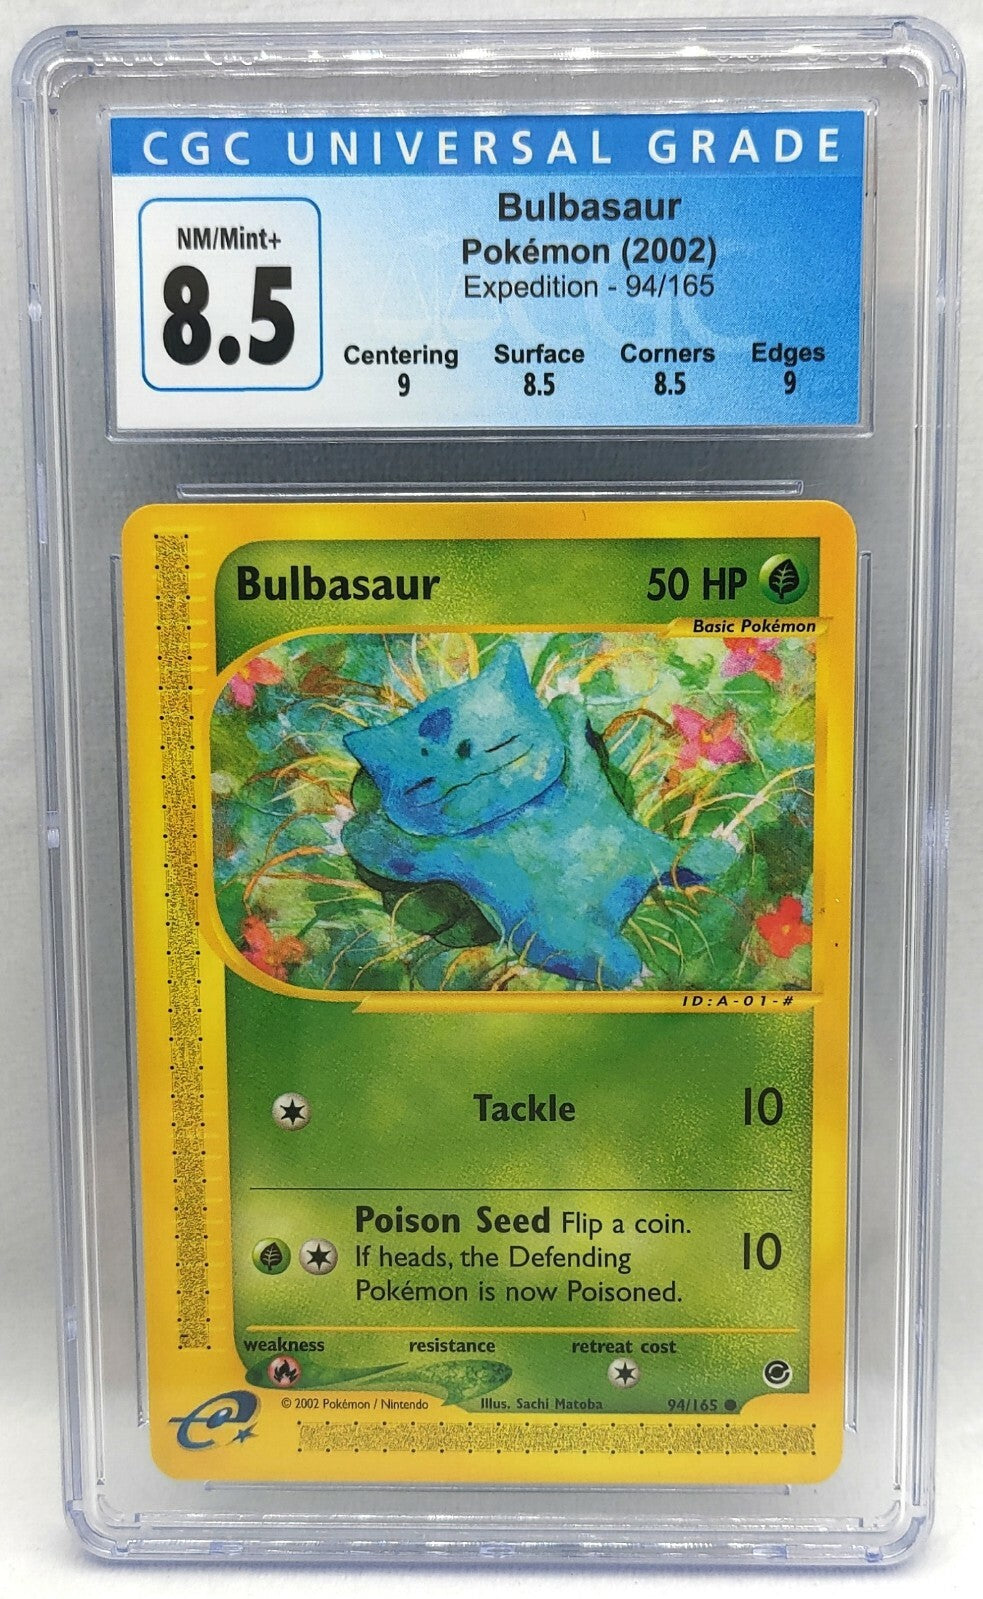 CGC UNIVERSAL GRADE
NM/Mint+
8.5
Bulbasaur
Pokémon (2002)
Expedition - 94/165
Centering Surface Corners Edges
9 8.5 8.5 9
Bulbasaur 50 HP
Basic Pokémon
ID:A-01-#
Tackle 10
Poison Seed Flip a coin.
If heads, the Defending
Pokémon is now Poisoned.
10
weakness resistance retreat cost
© 2002 Pokémon / Nintendo Illus. Sachi Matoba 94/165
e